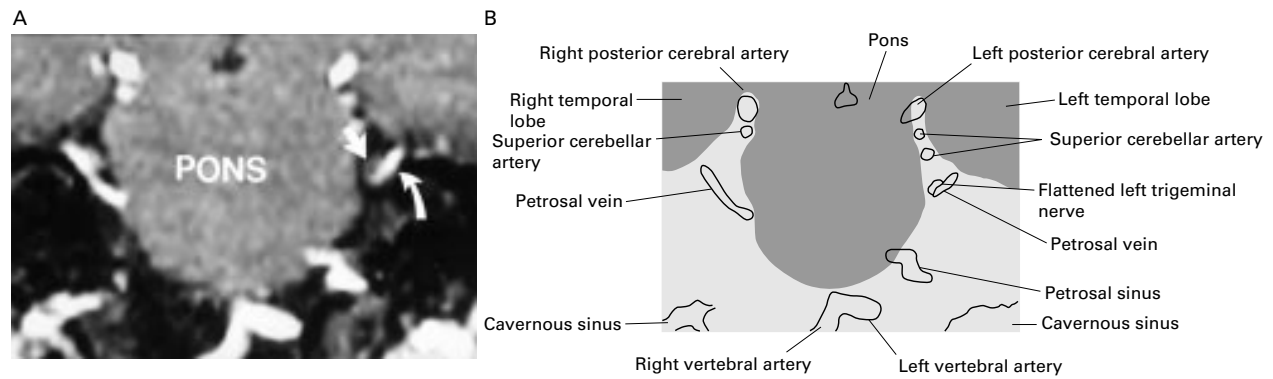 A
B
PONS
Pons
Right posterior cerebral artery
Left posterior cerebral artery
Right temporal
lobe
Left temporal lobe
Superior cerebellar
artery
Superior cerebellar artery
Petrosal vein
Flattened left trigeminal
nerve
Petrosal vein
Petrosal sinus
Cavernous sinus
Cavernous sinus
Right vertebral artery
Left vertebral artery